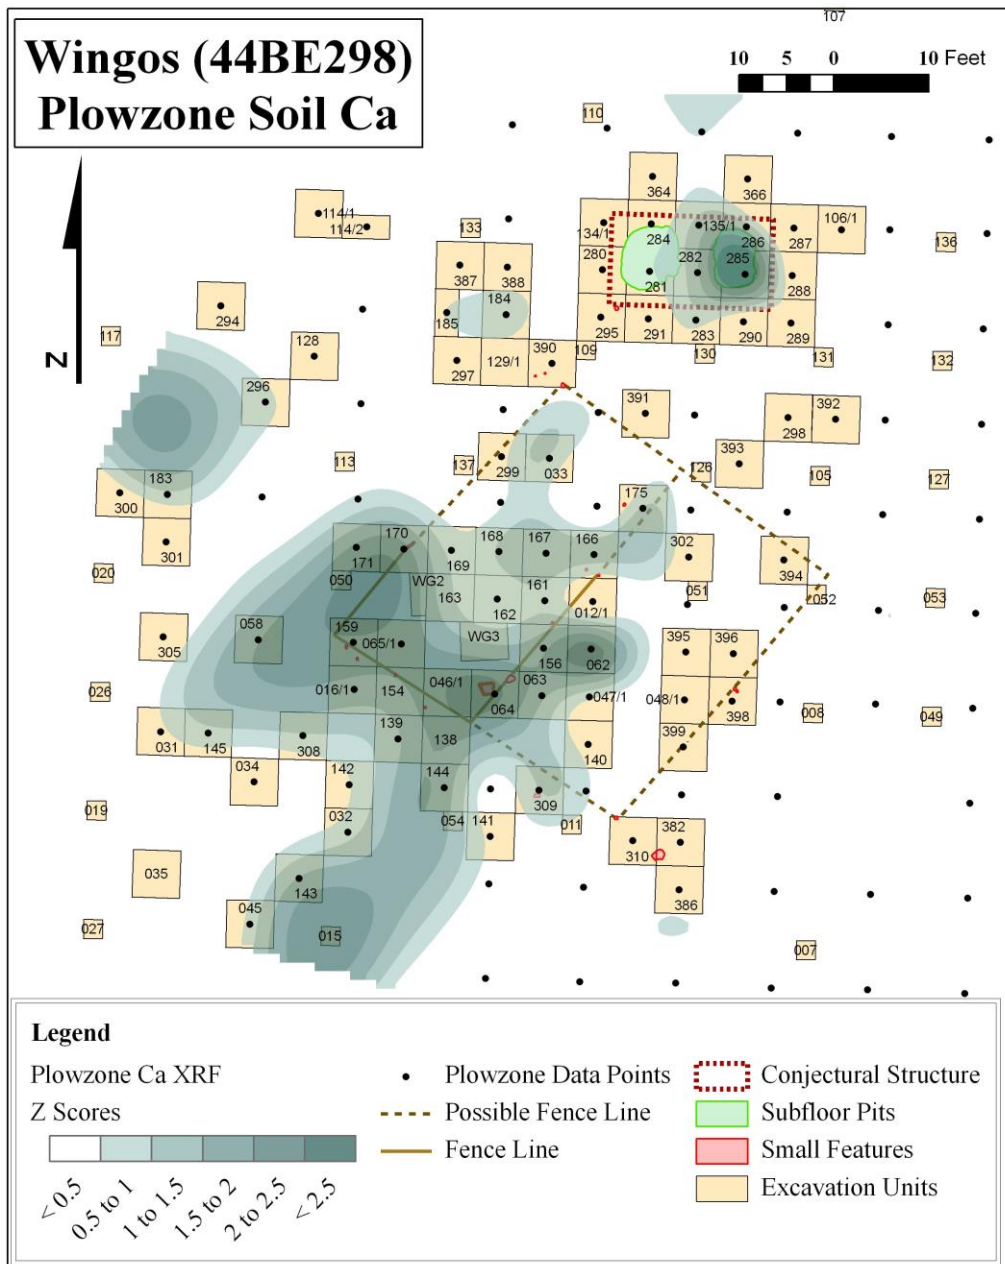 107
Wingos (44BE298)
Plowzone Soil Ca
10 5 0 10 Feet
N
110
364 366
114/1
114/2
133
134/1 284 135/1 286 287 106/1
136
387 388
280 281 282 285 288
294
185 184
295 291 283 290 289
117
128
297 129/1 390 109 130 131 132
296
391
298 392
113 137 299 033
126 393 105 127
300 183
175
301
171 170 169 168 167 166 302
394
020
050 WG2 163 162 161 012/1
051 052 053
305 058 159 065/1 WG3 156 062
395 396
026
016/1 154 046/1 064 063 047/1 048/1 398 008 049
031 145 308 139 138 140 399
034 142 144 309
019 032 054 141 011
310 382
035 143
386
027 045 015
007
Legend
Plowzone Ca XRF
Z Scores
< 0.5
0.5 to 1
1 to 1.5
1.5 to 2
2 to 2.5
< 2.5
Plowzone Data Points
Possible Fence Line
Fence Line
Conjectural Structure
Subfloor Pits
Small Features
Excavation Units